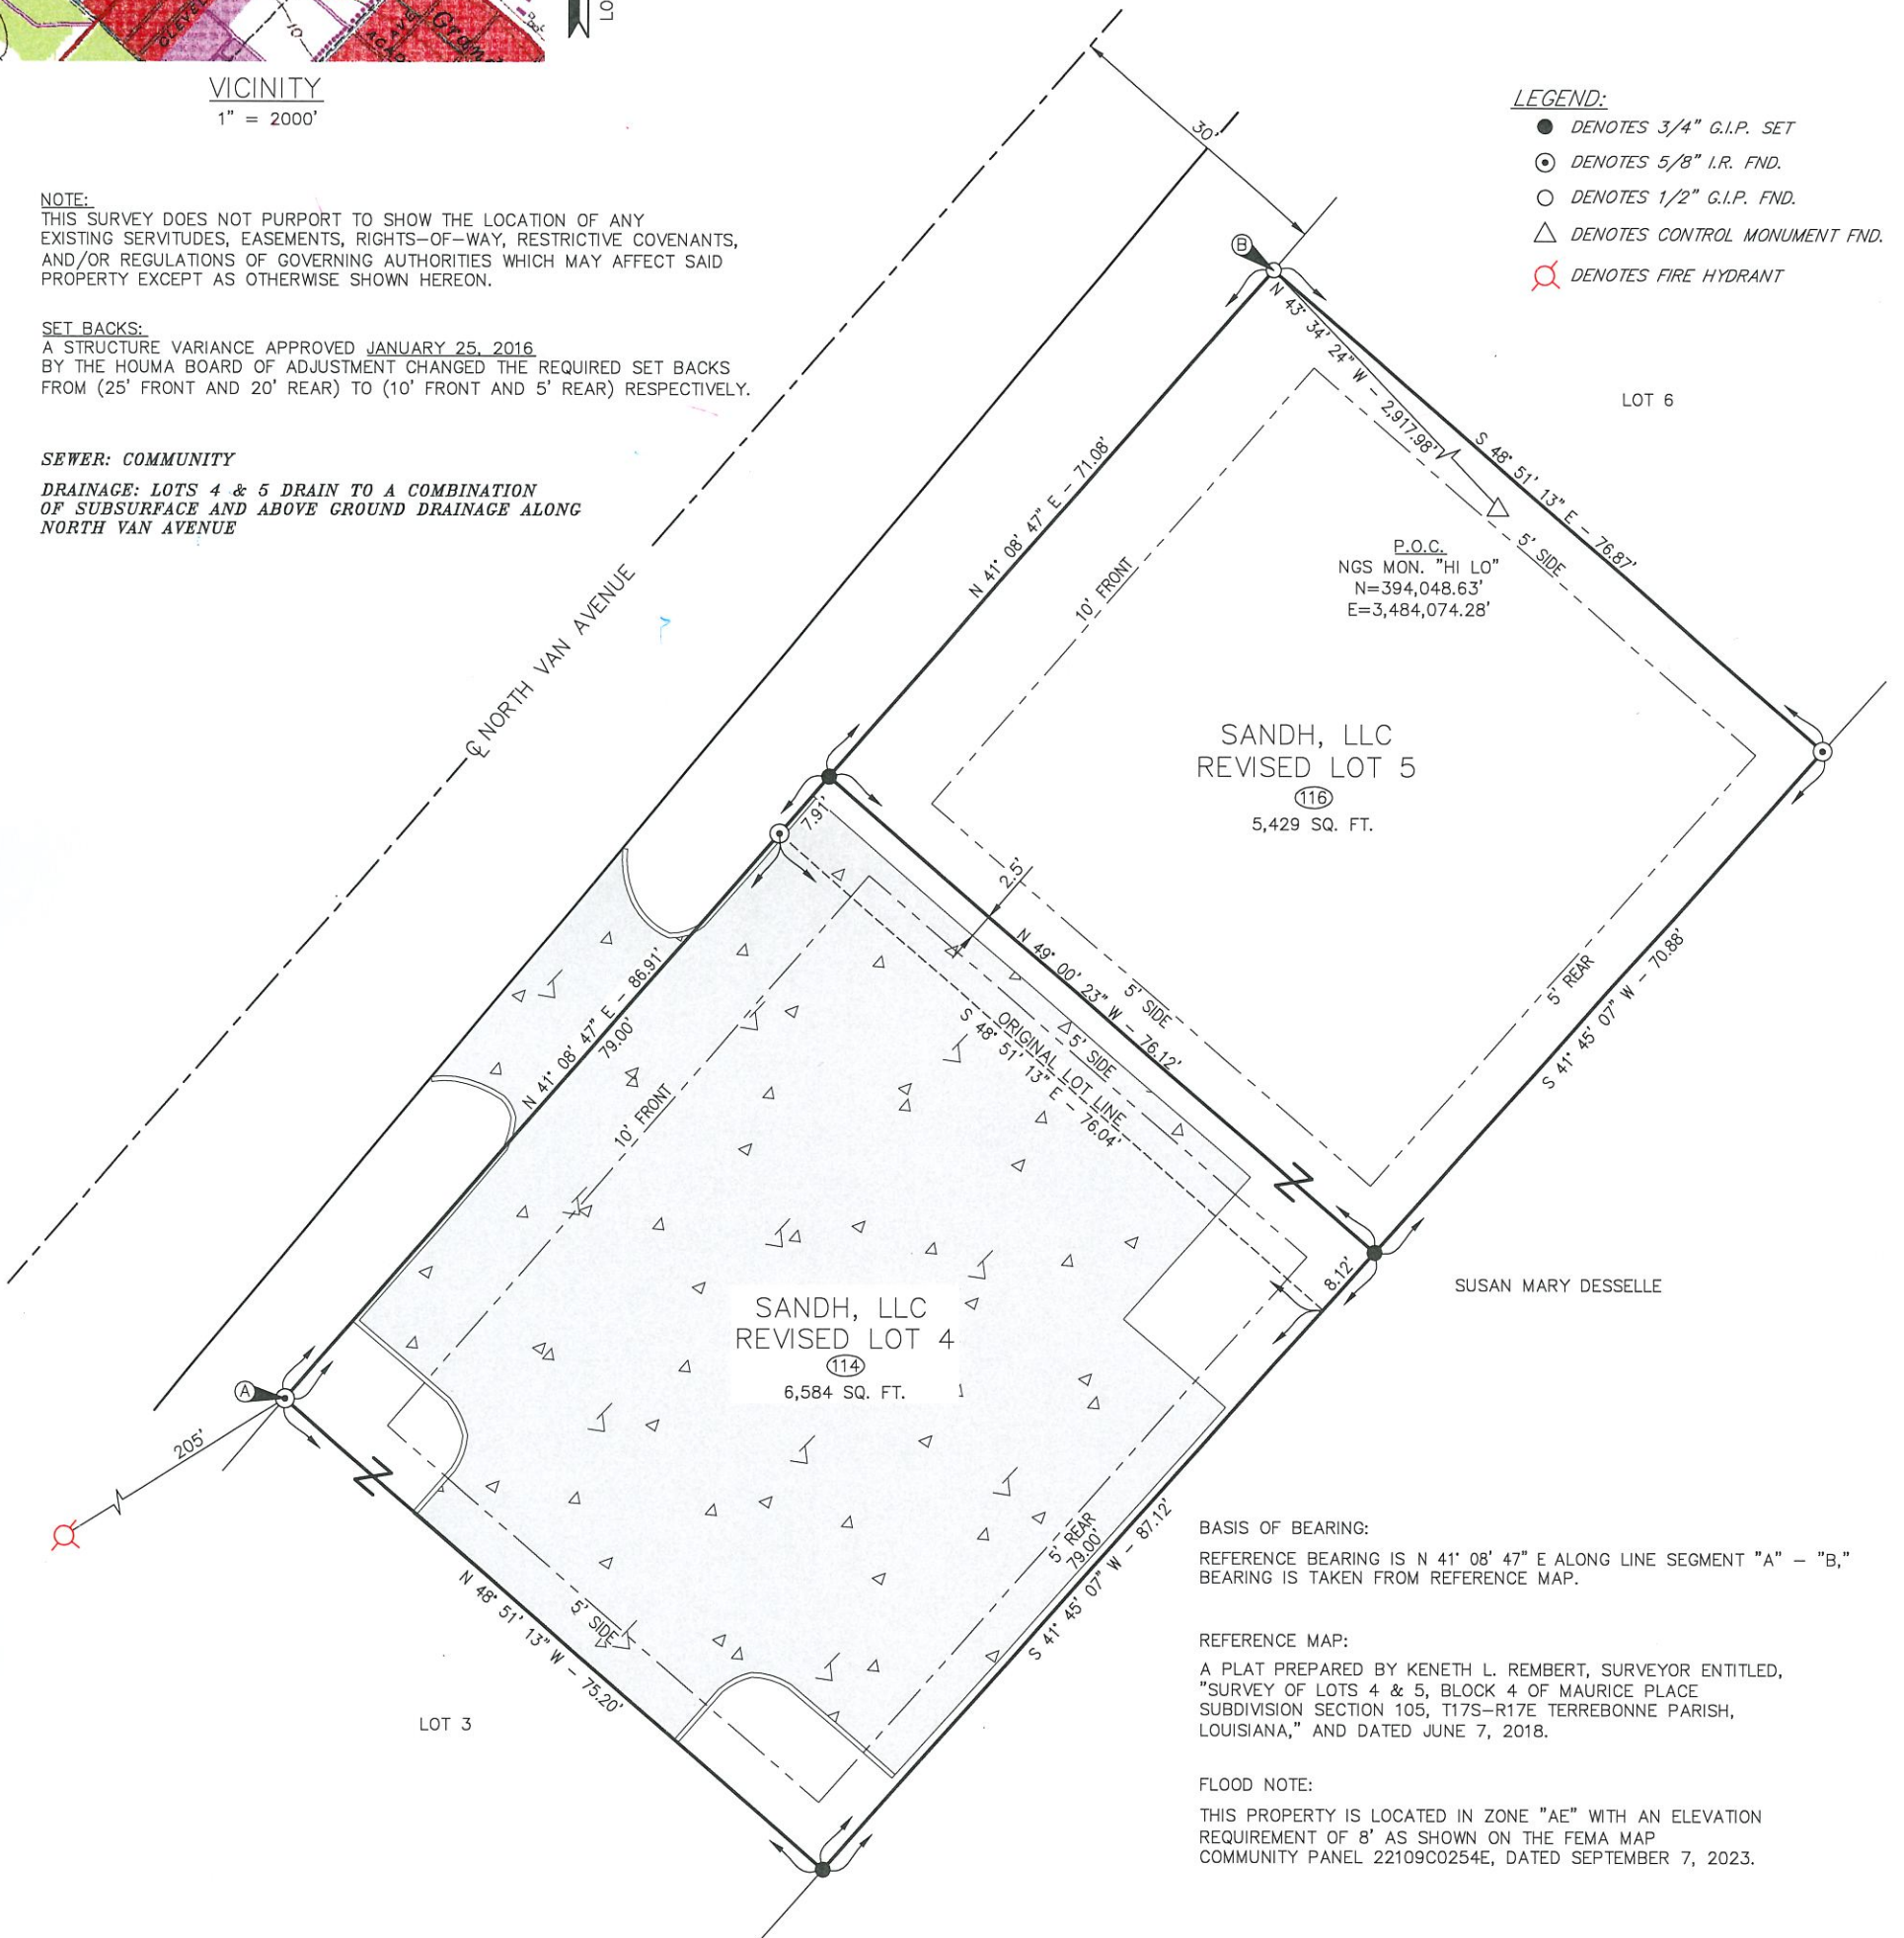 CLEVEL
10
AGAV
ACAD
Grom
LO
VICINITY
1" = 2000'
NOTE:
THIS SURVEY DOES NOT PURPORT TO SHOW THE LOCATION OF ANY
EXISTING SERVITUDES, EASEMENTS, RIGHTS-OF-WAY, RESTRICTIVE COVENANTS,
AND/OR REGULATIONS OF GOVERNING AUTHORITIES WHICH MAY AFFECT SAID
PROPERTY EXCEPT AS OTHERWISE SHOWN HEREON.
SET BACKS:
A STRUCTURE VARIANCE APPROVED JANUARY 25, 2016
BY THE HOUMA BOARD OF ADJUSTMENT CHANGED THE REQUIRED SET BACKS
FROM (25' FRONT AND 20' REAR) TO (10' FRONT AND 5' REAR) RESPECTIVELY.
SEWER: COMMUNITY
DRAINAGE: LOTS 4 & 5 DRAIN TO A COMBINATION
OF SUBSURFACE AND ABOVE GROUND DRAINAGE ALONG
NORTH VAN AVENUE
LEGEND:
DENOTES 3/4" G.I.P. SET
DENOTES 5/8" I.R. FND.
DENOTES 1/2" G.I.P. FND.
DENOTES CONTROL MONUMENT FND.
DENOTES FIRE HYDRANT
30'
B
N 43° 34' 24" W - 2,917.98'
S 48° 51' 13" E - 76.87'
LOT 6
N 41° 08' 47" E - 71.08'
10' FRONT
5' SIDE
P.O.C.
NGS MON. "HI LO"
N=394,048.63'
E=3,484,074.28'
℄ NORTH VAN AVENUE
SANDH, LLC
REVISED LOT 5
116
5,429 SQ. FT.
7.91'
2.5'
N 49° 00' 23" W - 76.12'
5' SIDE
5' REAR
S 41° 45' 07" W - 70.88'
5' SIDE
ORIGINAL LOT LINE
S 48° 51' 13" E - 76.04'
N 41° 08' 47" E - 86.91'
79.00'
10' FRONT
8.12'
SUSAN MARY DESSELLE
SANDH, LLC
REVISED LOT 4
114
6,584 SQ. FT.
A
205'
5' REAR
79.00'
S 41° 45' 07" W - 87.12'
5' SIDE
N 48° 51' 13" W - 75.20'
LOT 3
BASIS OF BEARING:
REFERENCE BEARING IS N 41° 08' 47" E ALONG LINE SEGMENT "A" - "B,"
BEARING IS TAKEN FROM REFERENCE MAP.
REFERENCE MAP:
A PLAT PREPARED BY KENETH L. REMBERT, SURVEYOR ENTITLED,
"SURVEY OF LOTS 4 & 5, BLOCK 4 OF MAURICE PLACE
SUBDIVISION SECTION 105, T17S-R17E TERREBONNE PARISH,
LOUISIANA," AND DATED JUNE 7, 2018.
FLOOD NOTE:
THIS PROPERTY IS LOCATED IN ZONE "AE" WITH AN ELEVATION
REQUIREMENT OF 8' AS SHOWN ON THE FEMA MAP
COMMUNITY PANEL 22109C0254E, DATED SEPTEMBER 7, 2023.